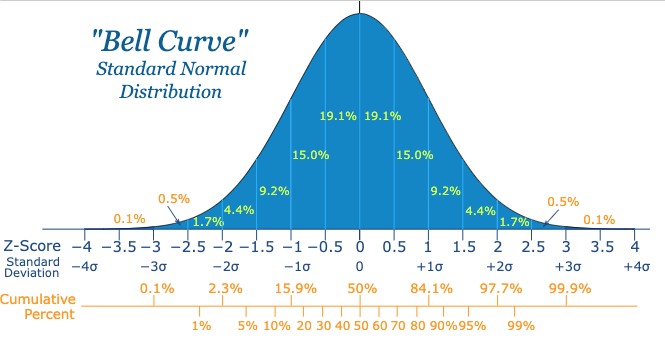 "Bell Curve"
Standard Normal
Distribution
19.1% 19.1%
15.0% 15.0%
9.2% 9.2%
0.5% 0.5%
4.4% 4.4%
0.1% 1.7% 1.7% 0.1%
Z-Score −4 −3.5 −3 −2.5 −2 −1.5 −1 −0.5 0 0.5 1 1.5 2 2.5 3 3.5 4
Standard
Deviation −4σ −3σ −2σ −1σ 0 +1σ +2σ +3σ +4σ
0.1% 2.3% 15.9% 50% 84.1% 97.7% 99.9%
Cumulative
Percent
1% 5% 10% 20 30 40 50 60 70 80 90% 95% 99%